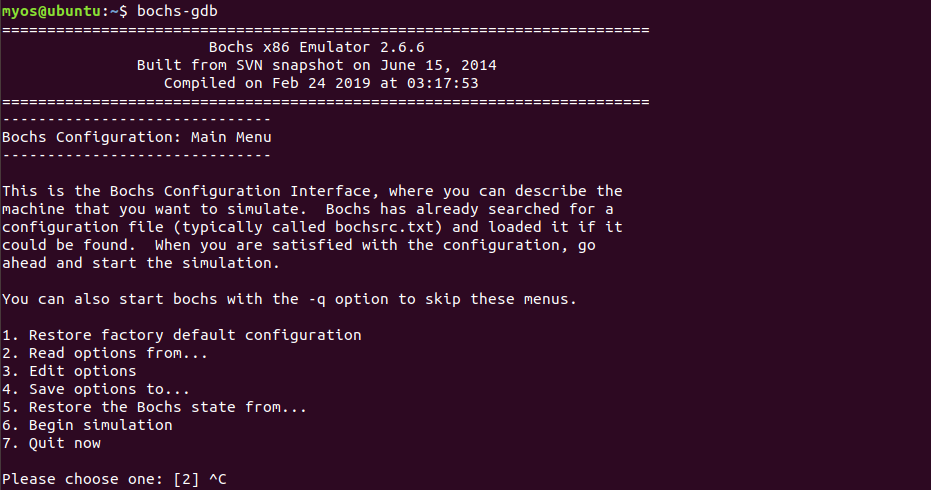 myos@ubuntu:~$ bochs-gdb
========================================================================
                       Bochs x86 Emulator 2.6.6
               Built from SVN snapshot on June 15, 2014
                  Compiled on Feb 24 2019 at 03:17:53
========================================================================
------------------------------
Bochs Configuration: Main Menu
------------------------------

This is the Bochs Configuration Interface, where you can describe the
machine that you want to simulate.  Bochs has already searched for a
configuration file (typically called bochsrc.txt) and loaded it if it
could be found.  When you are satisfied with the configuration, go
ahead and start the simulation.

You can also start bochs with the -q option to skip these menus.

1. Restore factory default configuration
2. Read options from...
3. Edit options
4. Save options to...
5. Restore the Bochs state from...
6. Begin simulation
7. Quit now

Please choose one: [2] ^C